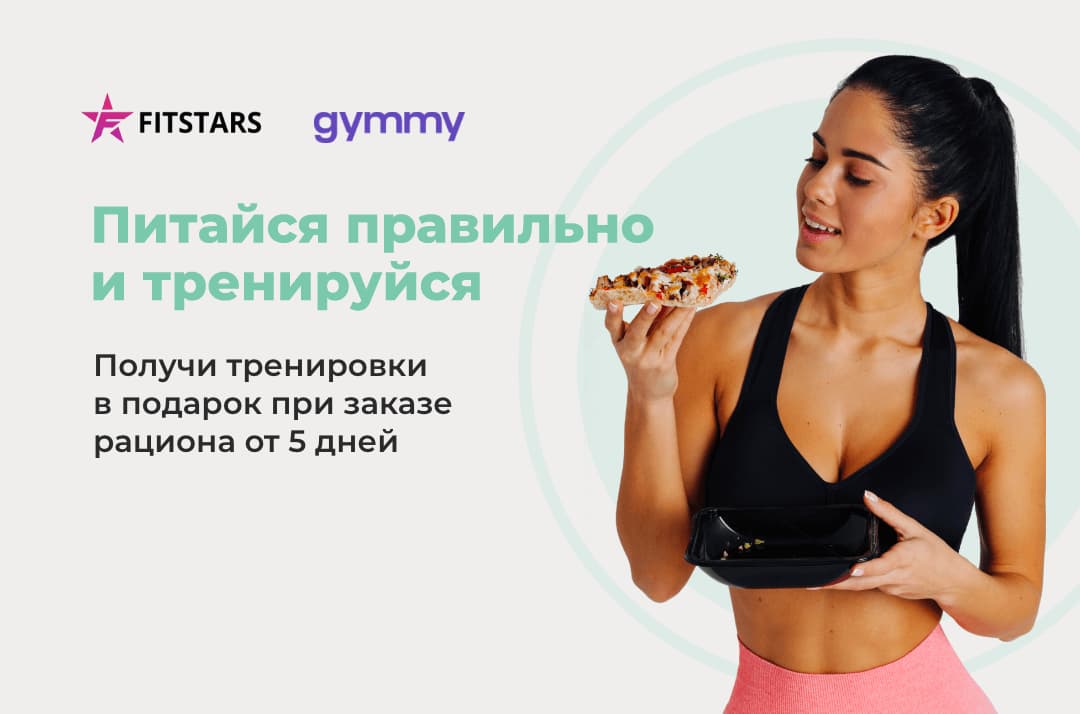 FITSTARS gymmy
Питайся правильно
и тренируйся
Получи тренировки
в подарок при заказе
рациона от 5 дней